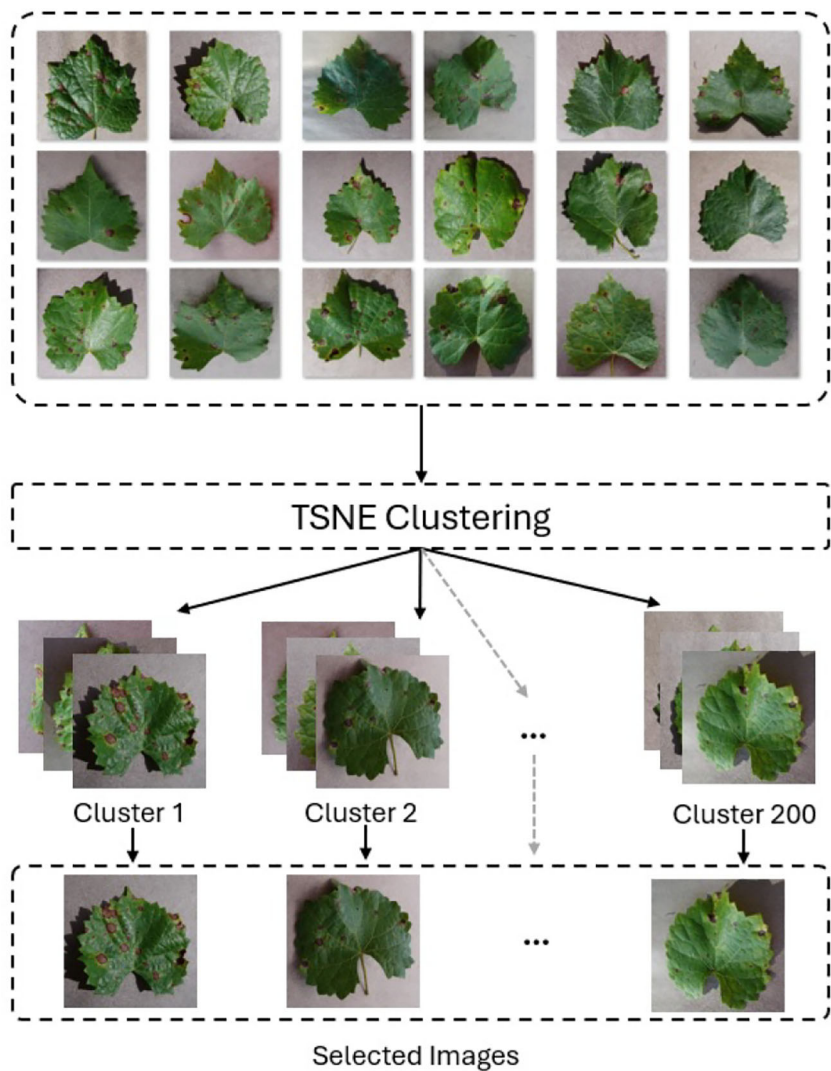 TSNE Clustering
...
Cluster 1
Cluster 2
Cluster 200
...
Selected Images